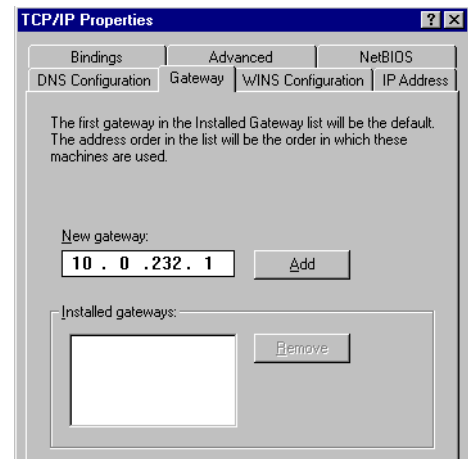 TCP/IP Properties ? ×
Bindings Advanced NetBIOS
DNS Configuration Gateway WINS Configuration IP Address
The first gateway in the Installed Gateway list will be the default.
The address order in the list will be the order in which these
machines are used.
New gateway:
10 . 0 .232. 1 Add
Installed gateways:
Remove